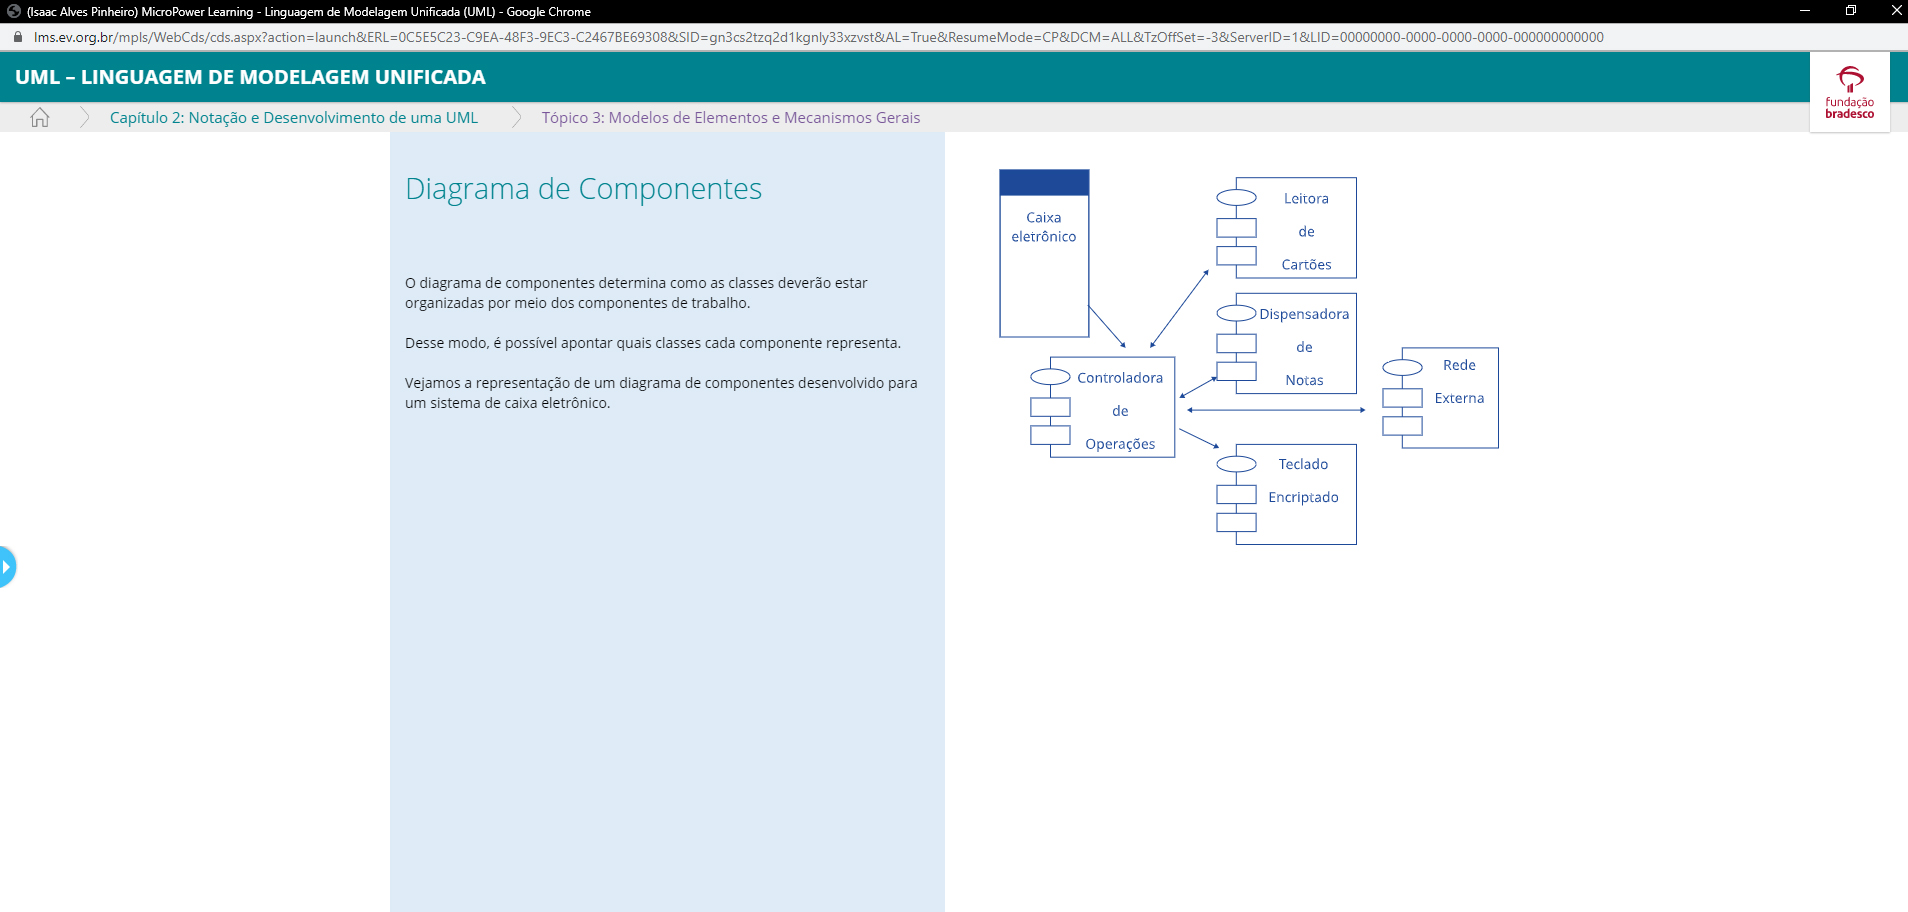 (Isaac Alves Pinheiro) MicroPower Learning - Linguagem de Modelagem Unificada (UML) - Google Chrome
lms.ev.org.br/mpls/WebCds/cds.aspx?action=launch&ERL=0C5E5C23-C9EA-48F3-9EC3-C2467BE69308&SID=gn3cs2tzq2d1kgnly33xzvst&AL=True&ResumeMode=CP&DCM=ALL&TzOffSet=-3&ServerID=1&LID=00000000-0000-0000-0000-000000000000
UML – LINGUAGEM DE MODELAGEM UNIFICADA
fundação
bradesco
Capítulo 2: Notação e Desenvolvimento de uma UML
Tópico 3: Modelos de Elementos e Mecanismos Gerais
Diagrama de Componentes
O diagrama de componentes determina como as classes deverão estar
organizadas por meio dos componentes de trabalho.
Desse modo, é possível apontar quais classes cada componente representa.
Vejamos a representação de um diagrama de componentes desenvolvido para
um sistema de caixa eletrônico.
Caixa
eletrônico
Leitora
de
Cartões
Dispensadora
de
Notas
Controladora
de
Operações
Rede
Externa
Teclado
Encriptado